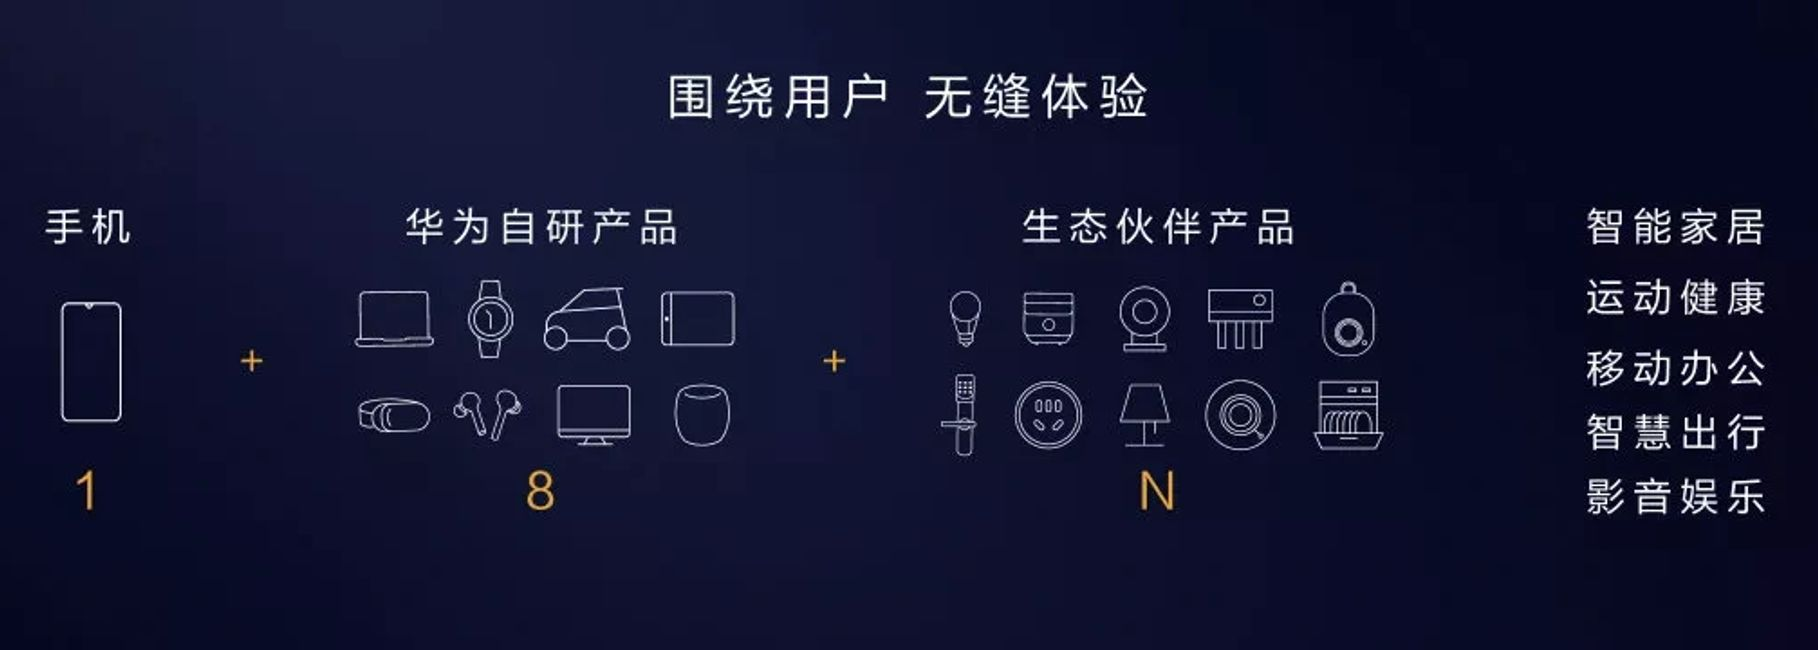 围绕用户 无缝体验
手机
+
华为自研产品
+
生态伙伴产品
1
8
N
智能家居
运动健康
移动办公
智慧出行
影音娱乐